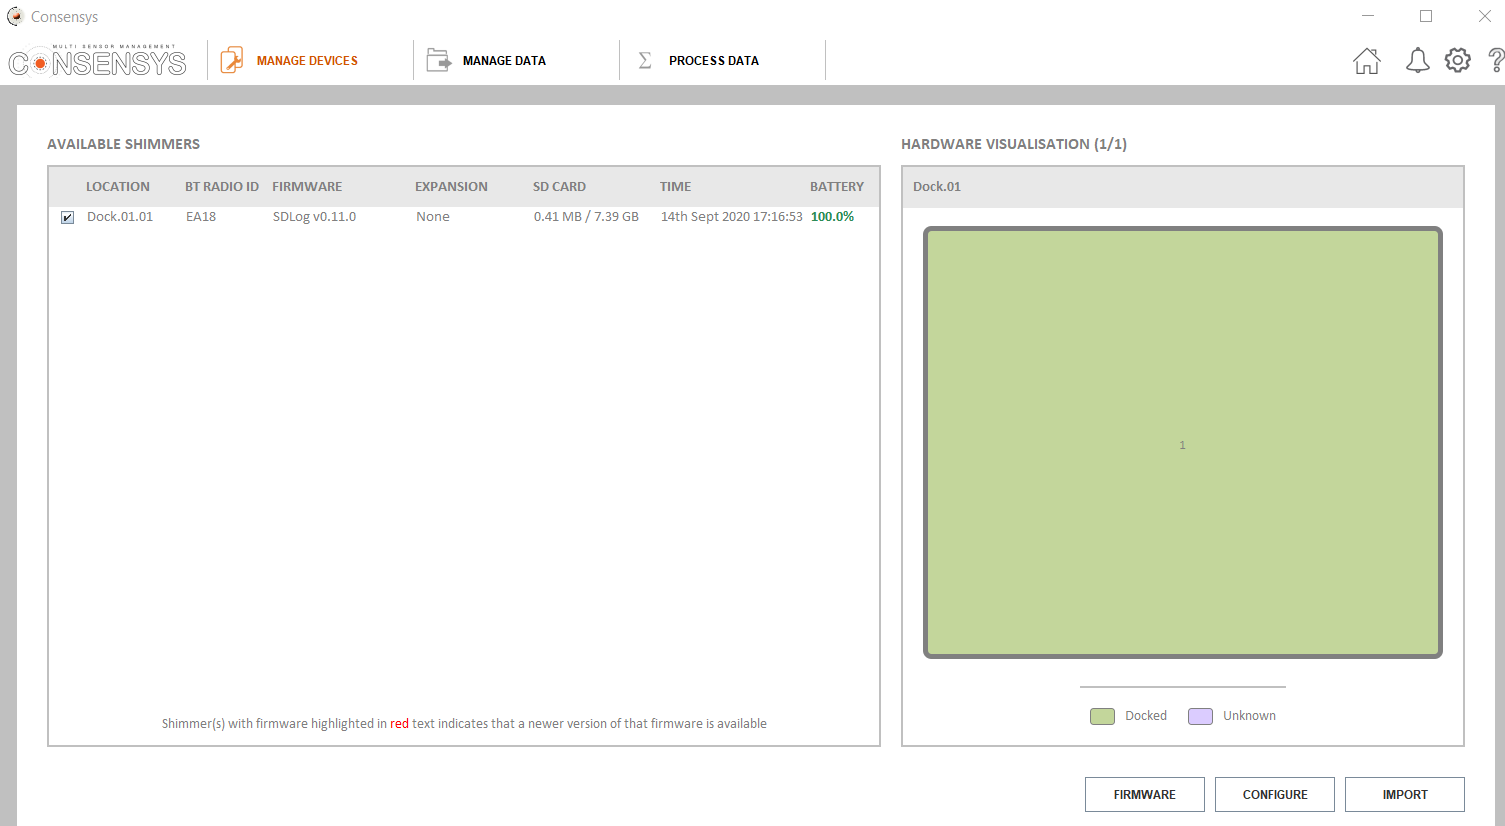 Consensys
MULTI SENSOR MANAGEMENT
CONSENSYS
MANAGE DEVICES
MANAGE DATA
Σ PROCESS DATA
?
AVAILABLE SHIMMERS
LOCATION BT RADIO ID FIRMWARE EXPANSION SD CARD TIME BATTERY
Dock.01.01 EA18 SDLog v0.11.0 None 0.41 MB / 7.39 GB 14th Sept 2020 17:16:53 100.0%
Shimmer(s) with firmware highlighted in red text indicates that a newer version of that firmware is available
HARDWARE VISUALISATION (1/1)
Dock.01
1
Docked Unknown
FIRMWARE CONFIGURE IMPORT